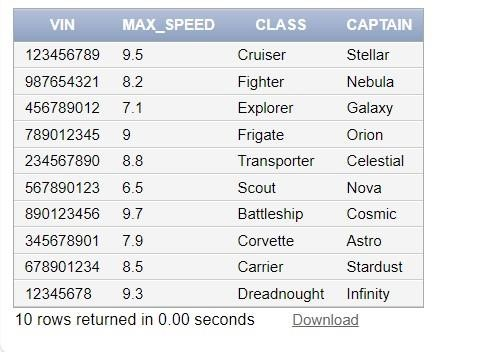 VIN MAX_SPEED CLASS CAPTAIN
123456789 9.5 Cruiser Stellar
987654321 8.2 Fighter Nebula
456789012 7.1 Explorer Galaxy
789012345 9 Frigate Orion
234567890 8.8 Transporter Celestial
567890123 6.5 Scout Nova
890123456 9.7 Battleship Cosmic
345678901 7.9 Corvette Astro
678901234 8.5 Carrier Stardust
12345678 9.3 Dreadnought Infinity
10 rows returned in 0.00 seconds Download